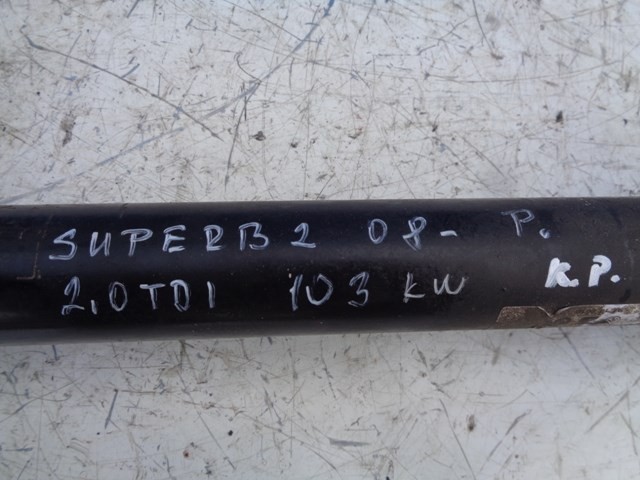 SUPERB 2 08- P.
2,0TDI 103 KW K.P.